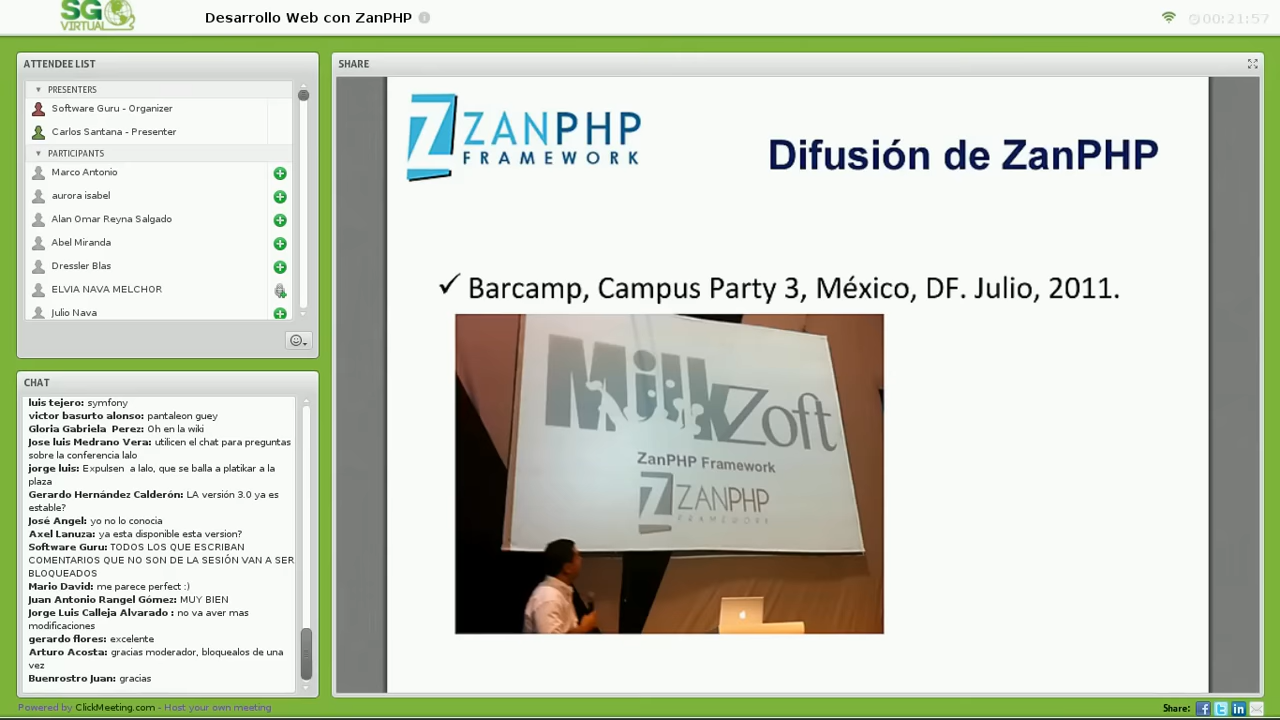 SG
VIRTUAL
Desarrollo Web con ZanPHP
00:21:57
ATTENDEE LIST
PRESENTERS
Software Guru - Organizer
Carlos Santana - Presenter
PARTICIPANTS
Marco Antonio
aurora isabel
Alan Omar Reyna Salgado
Abel Miranda
Dressler Blas
ELVIA NAVA MELCHOR
Julio Nava
CHAT
luis tejero: symfony
victor basurto alonso: pantaleon guey
Gloria Gabriela Perez: Oh en la wiki
Jose luis Medrano Vera: utilicen el chat para preguntas
sobre la conferencia lalo
jorge luis: Expulsen a lalo, que se balla a platikar a la
plaza
Gerardo Hernández Calderón: LA versión 3.0 ya es
estable?
José Angel: yo no lo conocia
Axel Lanuza: ya esta disponible esta version?
Software Guru: TODOS LOS QUE ESCRIBAN
COMENTARIOS QUE NO SON DE LA SESIÓN VAN A SER
BLOQUEADOS
Mario David: me parece perfect :)
Juan Antonio Rangel Gómez: MUY BIEN
Jorge Luis Calleja Alvarado : no va aver mas
modificaciones
gerardo flores: excelente
Arturo Acosta: gracias moderador, bloquealos de una
vez
Buenrostro Juan: gracias
SHARE
ZANPHP
FRAMEWORK
Difusión de ZanPHP
✓ Barcamp, Campus Party 3, México, DF. Julio, 2011.
MilkZoft
ZanPHP Framework
ZANPHP
FRAMEWORK
Powered by ClickMeeting.com - Host your own meeting
Share: